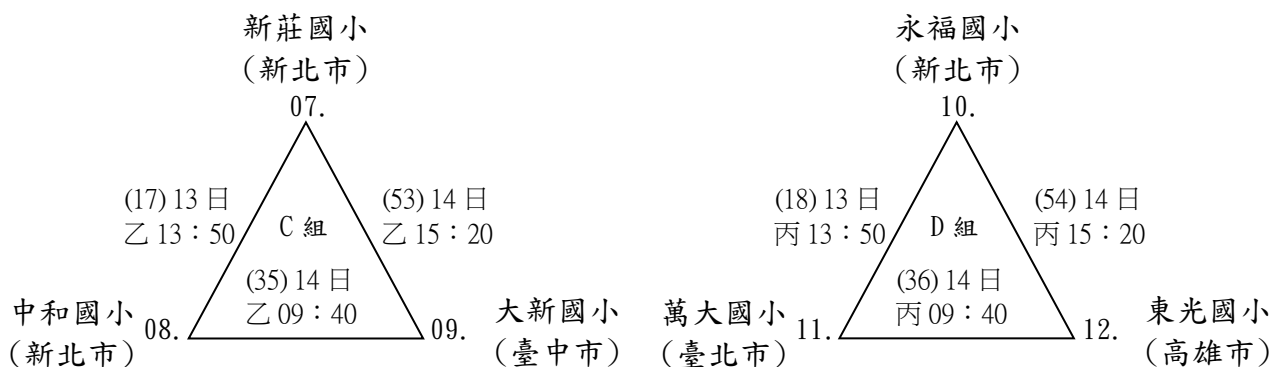 新莊國小
（新北市）
07.
(17) 13 日
乙 13：50
C 組
(53) 14 日
乙 15：20
(35) 14 日
乙 09：40
中和國小
（新北市）
08.
09.
大新國小
（臺中市）
永福國小
（新北市）
10.
(18) 13 日
丙 13：50
D 組
(54) 14 日
丙 15：20
(36) 14 日
丙 09：40
萬大國小
（臺北市）
11.
12.
東光國小
（高雄市）